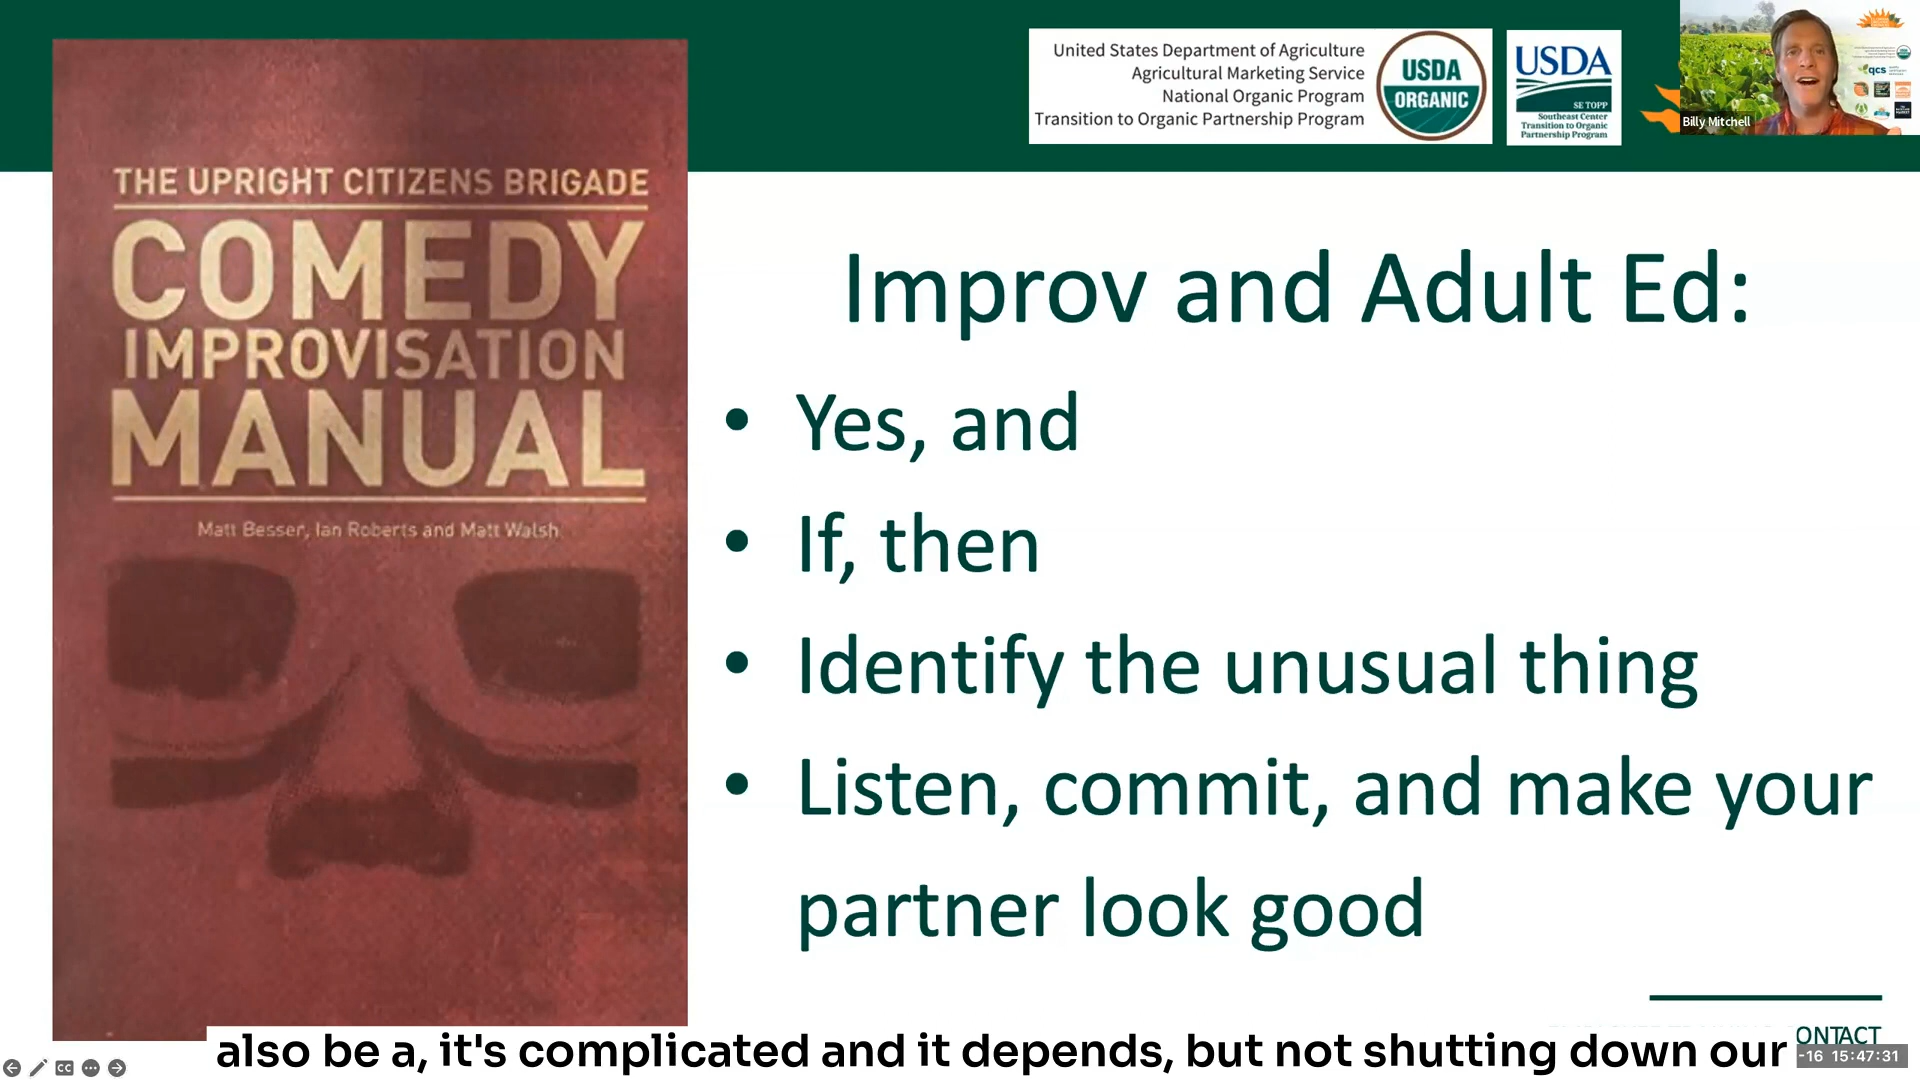 United States Department of Agriculture
Agricultural Marketing Service
National Organic Program
Transition to Organic Partnership Program
USDA
ORGANIC
USDA
SE TOPP
Southeast Center
Transition to Organic
Partnership Program
qcs
Billy Mitchell
THE UPRIGHT CITIZENS BRIGADE
COMEDY
IMPROVISATION
MANUAL
Matt Besser, Ian Roberts and Matt Walsh
Improv and Adult Ed:
• Yes, and
• If, then
• Identify the unusual thing
• Listen, commit, and make your
partner look good
ONTACT
also be a, it's complicated and it depends, but not shutting down our
-16 15:47:31
CC